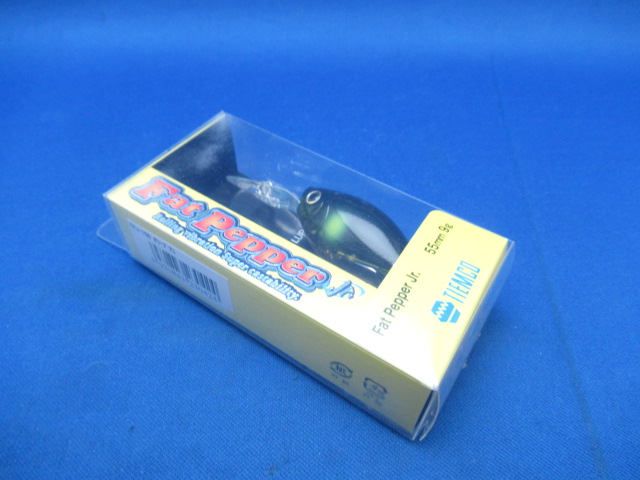 Fat Pepper Jr
Rolling vibration Super castability
Fat Pepper Jr. 55mm 9g
TIEMCO